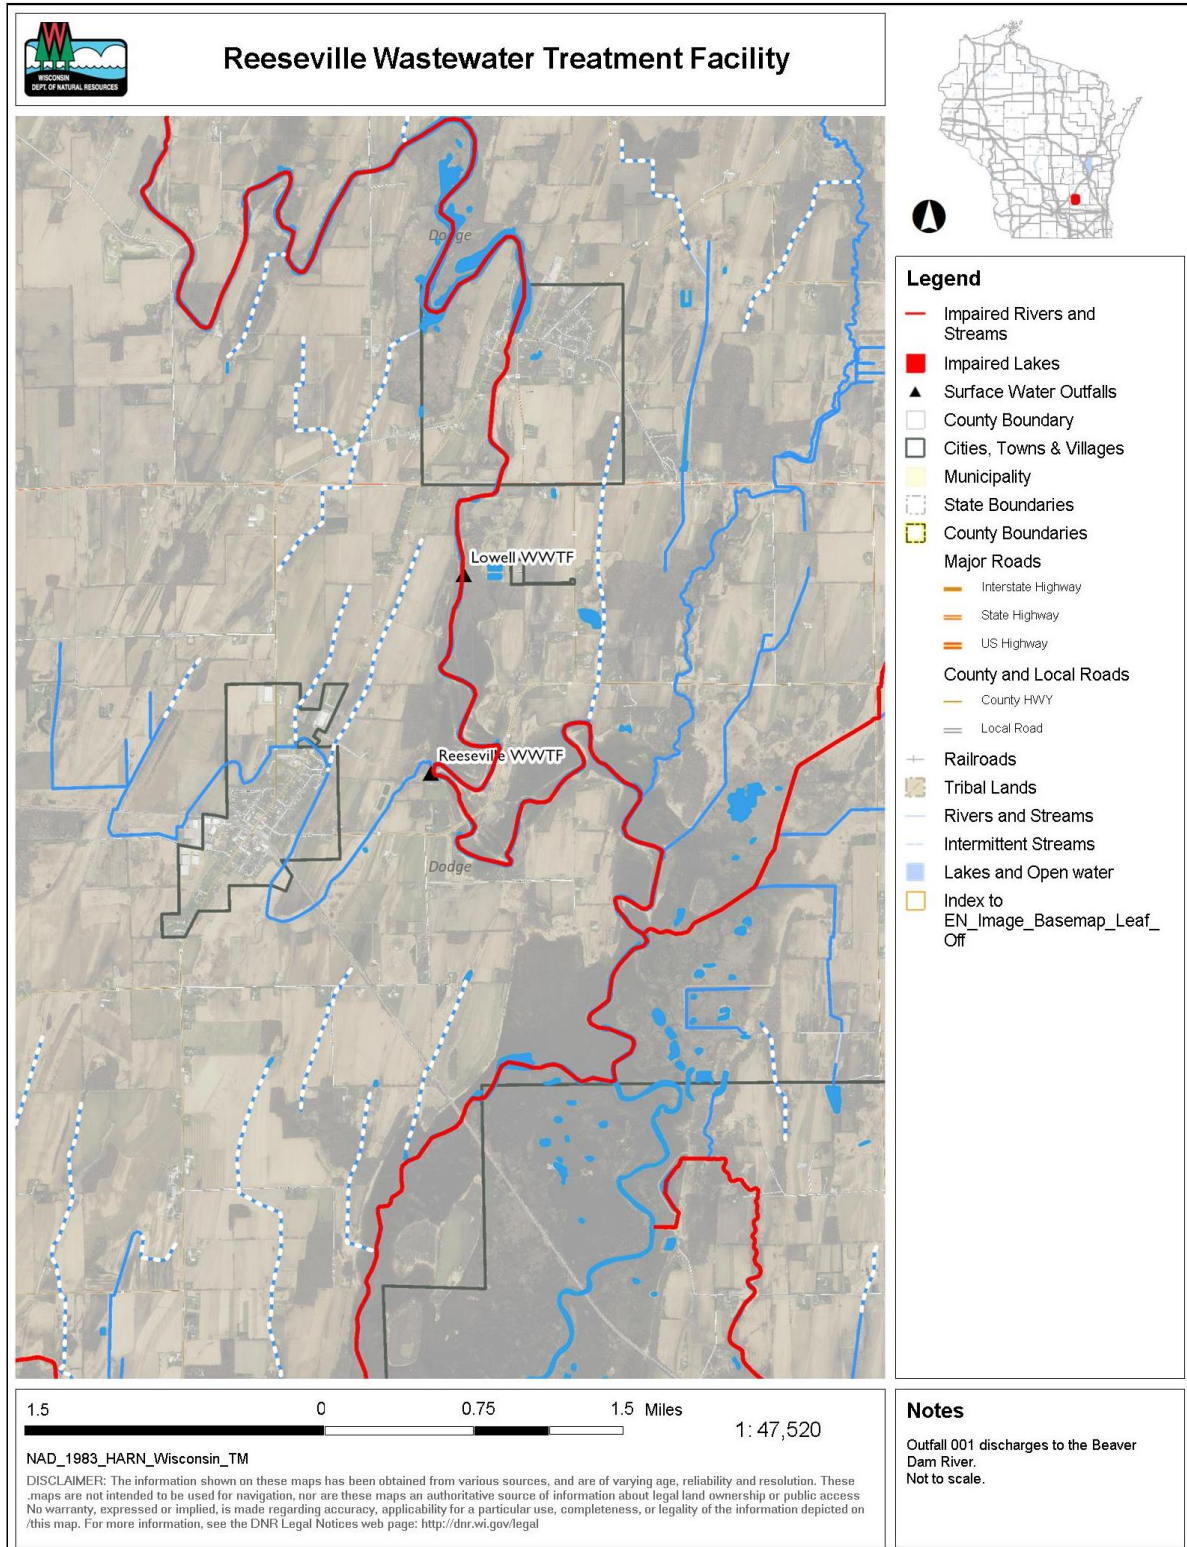 WISCONSIN
DEPT. OF NATURAL RESOURCES
Reeseville Wastewater Treatment Facility
Dodge
Lowell WWTF
Reeseville WWTF
Dodge
Legend
Impaired Rivers and
Streams
Impaired Lakes
Surface Water Outfalls
County Boundary
Cities, Towns & Villages
Municipality
State Boundaries
County Boundaries
Major Roads
Interstate Highway
State Highway
US Highway
County and Local Roads
County HWY
Local Road
Railroads
Tribal Lands
Rivers and Streams
Intermittent Streams
Lakes and Open water
Index to
EN_Image_Basemap_Leaf_
Off
1.5 0 0.75 1.5 Miles
1: 47,520
NAD_1983_HARN_Wisconsin_TM
DISCLAIMER: The information shown on these maps has been obtained from various sources, and are of varying age, reliability and resolution. These
.maps are not intended to be used for navigation, nor are these maps an authoritative source of information about legal land ownership or public access
No warranty, expressed or implied, is made regarding accuracy, applicability for a particular use, completeness, or legality of the information depicted on
/this map. For more information, see the DNR Legal Notices web page: http://dnr.wi.gov/legal
Notes
Outfall 001 discharges to the Beaver
Dam River.
Not to scale.